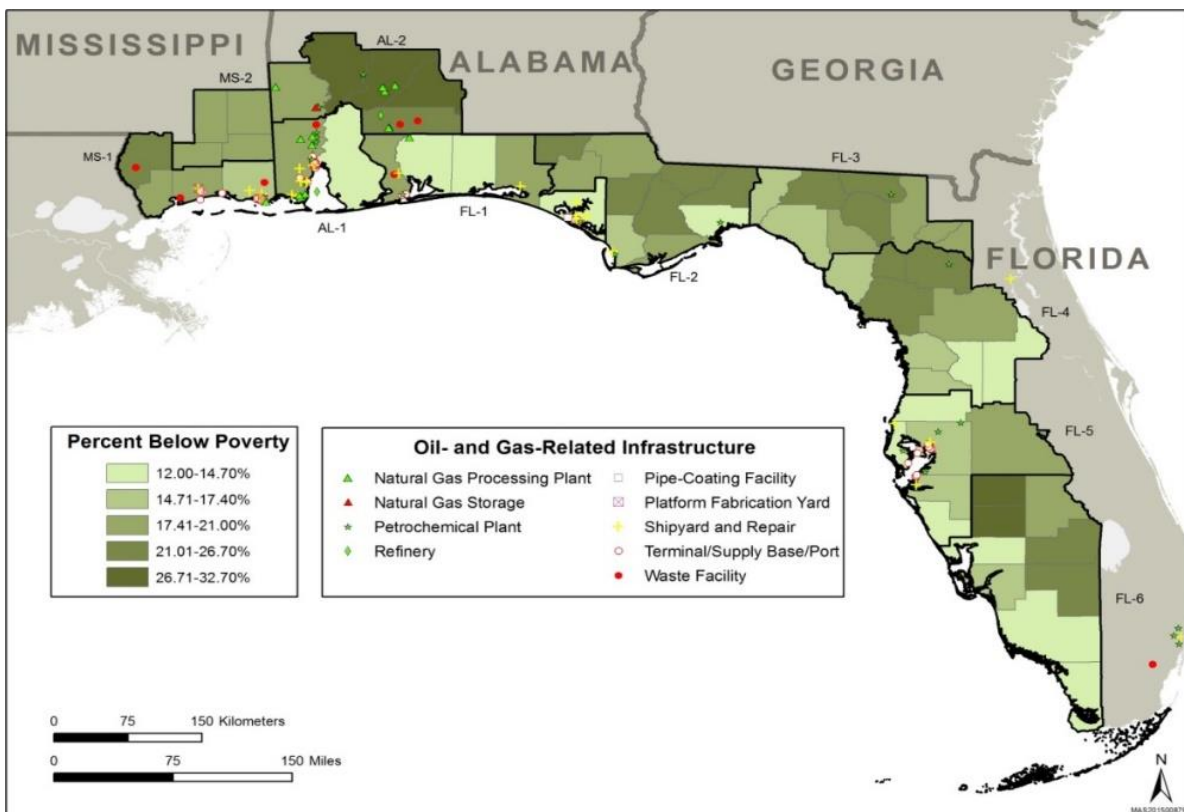 MISSISSIPPI
ALABAMA
GEORGIA
FLORIDA
AL-2
MS-2
MS-1
AL-1
FL-1
FL-2
FL-3
FL-4
FL-5
FL-6
Percent Below Poverty
12.00-14.70%
14.71-17.40%
17.41-21.00%
21.01-26.70%
26.71-32.70%
Oil- and Gas-Related Infrastructure
Natural Gas Processing Plant
Natural Gas Storage
Petrochemical Plant
Refinery
Pipe-Coating Facility
Platform Fabrication Yard
Shipyard and Repair
Terminal/Supply Base/Port
Waste Facility
0 75 150 Kilometers
0 75 150 Miles
N